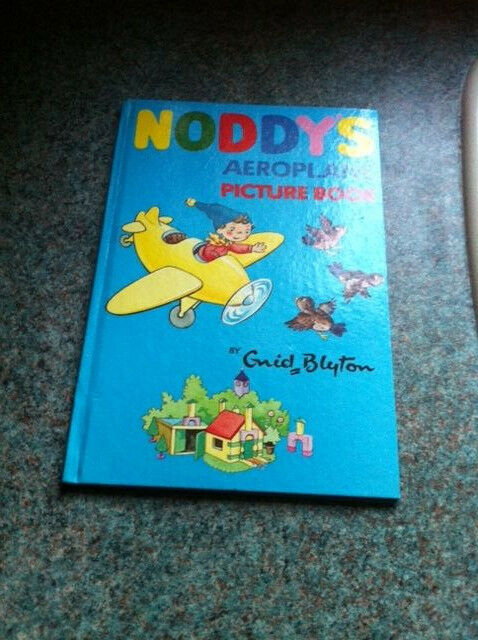 NODDYS
AEROPLANE
PICTURE BOOK
BY Enid Blyton